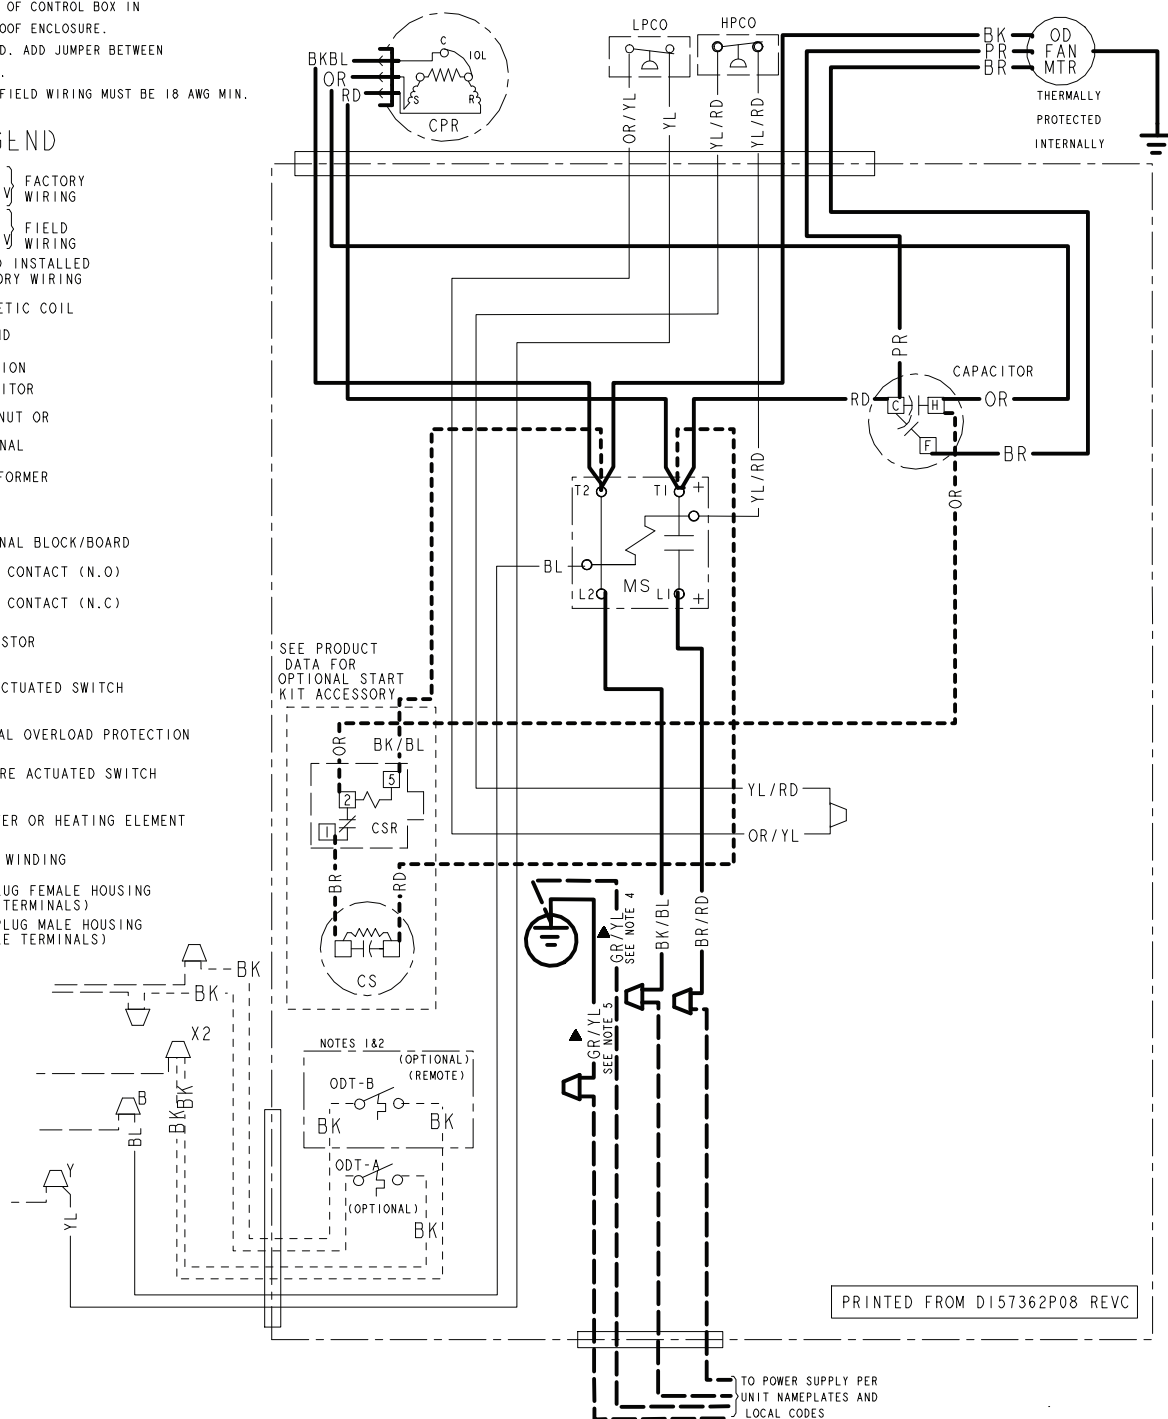 OF CONTROL BOX IN
OOF ENCLOSURE.
D. ADD JUMPER BETWEEN
.
FIELD WIRING MUST BE 18 AWG MIN.
GEND
V } FACTORY
WIRING
V } FIELD
WIRING
D INSTALLED
ORY WIRING
ETIC COIL
ND
ION
ITOR
NUT OR
NAL
FORMER
NAL BLOCK/BOARD
CONTACT (N.O)
CONTACT (N.C)
STOR
CTUATED SWITCH
AL OVERLOAD PROTECTION
RE ACTUATED SWITCH
ER OR HEATING ELEMENT
WINDING
LUG FEMALE HOUSING
TERMINALS)
PLUG MALE HOUSING
E TERMINALS)
BKBL
OR
RD
C
IOL
S
R
CPR
LPCO
HPCO
OR/YL
YL
YL/RD
YL/RD
BK
PR
BR
OD
FAN
MTR
THERMALLY
PROTECTED
INTERNALLY
PR
CAPACITOR
RD
C
H
OR
F
BR
OR
YL/RD
T2
T1
+
BL
MS
L2
L1
+
SEE PRODUCT
DATA FOR
OPTIONAL START
KIT ACCESSORY
OR
BK/BL
5
2
1
CSR
BR
RD
CS
YL/RD
OR/YL
GR/YL
SEE NOTE 4
BK/BL
BR/RD
GR/YL
SEE NOTE 5
BK
BK
X2
BK
BK
B
BL
Y
YL
NOTES 1&2
(OPTIONAL)
(REMOTE)
ODT-B
BK
BK
ODT-A
(OPTIONAL)
BK
PRINTED FROM D157362P08 REVC
TO POWER SUPPLY PER
UNIT NAMEPLATES AND
LOCAL CODES